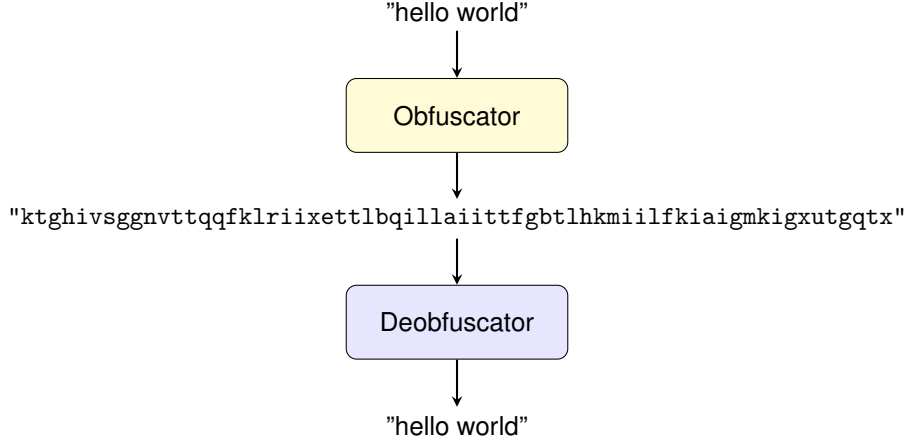 ”hello world”
Obfuscator
"ktghivsggnvttqqfklriixettlbqillaiittfgbtlhkmiilfkiaigmkigxutgqtx"
Deobfuscator
”hello world”